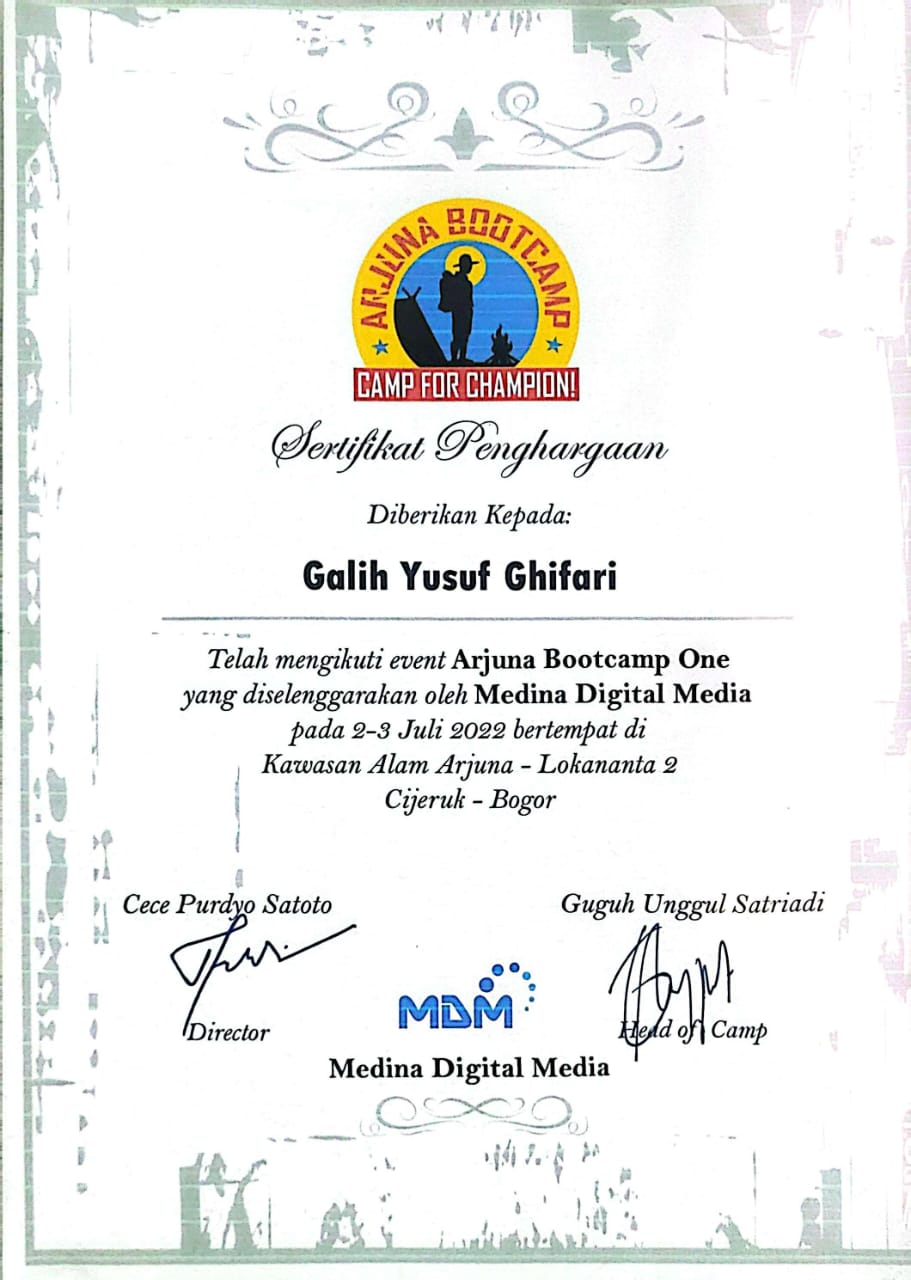 ARJUNA BOOTCAMP
CAMP FOR CHAMPION!
Sertifikat Penghargaan
Diberikan Kepada:
Galih Yusuf Ghifari
Telah mengikuti event Arjuna Bootcamp One
yang diselenggarakan oleh Medina Digital Media
pada 2-3 Juli 2022 bertempat di
Kawasan Alam Arjuna - Lokananta 2
Cijeruk - Bogor
Cece Purdyo Satoto
Guguh Unggul Satriadi
Director
MDM
Head of Camp
Medina Digital Media